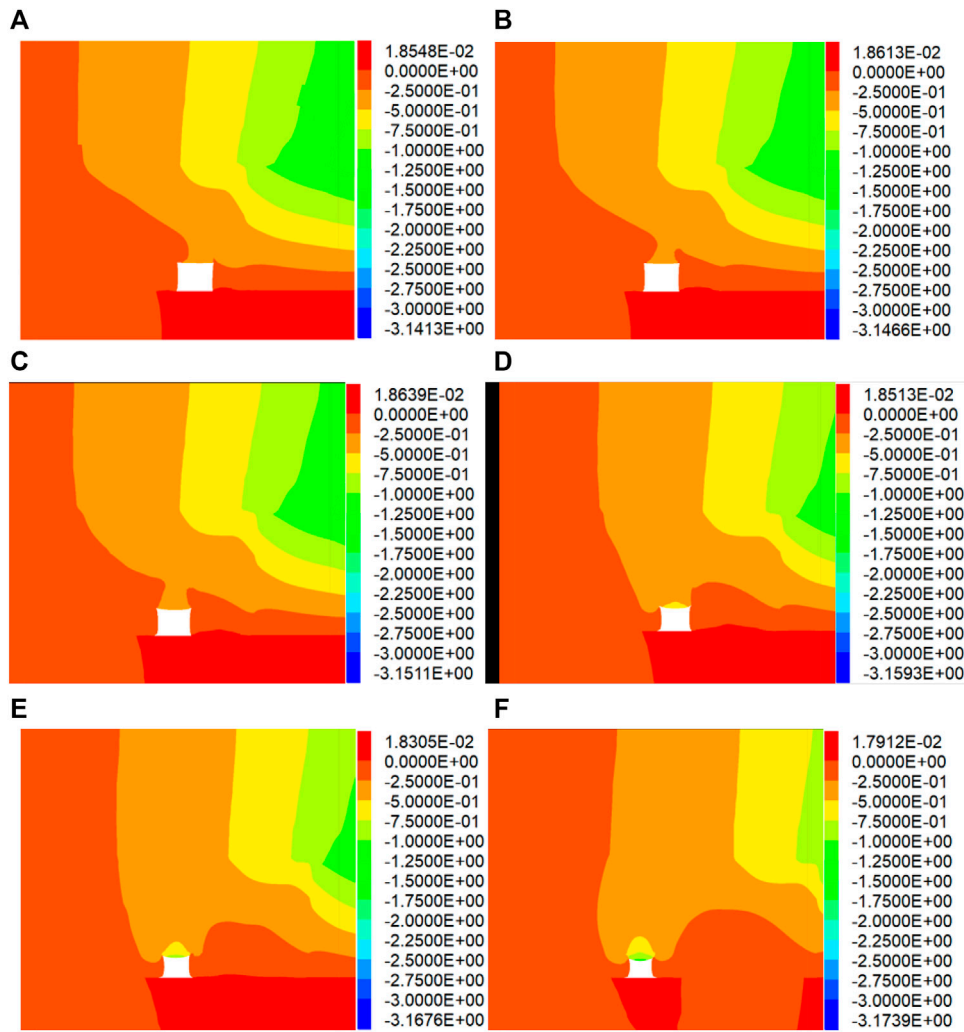 A
1.8548E-02
0.0000E+00
-2.5000E-01
-5.0000E-01
-7.5000E-01
-1.0000E+00
-1.2500E+00
-1.5000E+00
-1.7500E+00
-2.0000E+00
-2.2500E+00
-2.5000E+00
-2.7500E+00
-3.0000E+00
-3.1413E+00
B
1.8613E-02
0.0000E+00
-2.5000E-01
-5.0000E-01
-7.5000E-01
-1.0000E+00
-1.2500E+00
-1.5000E+00
-1.7500E+00
-2.0000E+00
-2.2500E+00
-2.5000E+00
-2.7500E+00
-3.0000E+00
-3.1466E+00
C
1.8639E-02
0.0000E+00
-2.5000E-01
-5.0000E-01
-7.5000E-01
-1.0000E+00
-1.2500E+00
-1.5000E+00
-1.7500E+00
-2.0000E+00
-2.2500E+00
-2.5000E+00
-2.7500E+00
-3.0000E+00
-3.1511E+00
D
1.8513E-02
0.0000E+00
-2.5000E-01
-5.0000E-01
-7.5000E-01
-1.0000E+00
-1.2500E+00
-1.5000E+00
-1.7500E+00
-2.0000E+00
-2.2500E+00
-2.5000E+00
-2.7500E+00
-3.0000E+00
-3.1593E+00
E
1.8305E-02
0.0000E+00
-2.5000E-01
-5.0000E-01
-7.5000E-01
-1.0000E+00
-1.2500E+00
-1.5000E+00
-1.7500E+00
-2.0000E+00
-2.2500E+00
-2.5000E+00
-2.7500E+00
-3.0000E+00
-3.1676E+00
F
1.7912E-02
0.0000E+00
-2.5000E-01
-5.0000E-01
-7.5000E-01
-1.0000E+00
-1.2500E+00
-1.5000E+00
-1.7500E+00
-2.0000E+00
-2.2500E+00
-2.5000E+00
-2.7500E+00
-3.0000E+00
-3.1739E+00